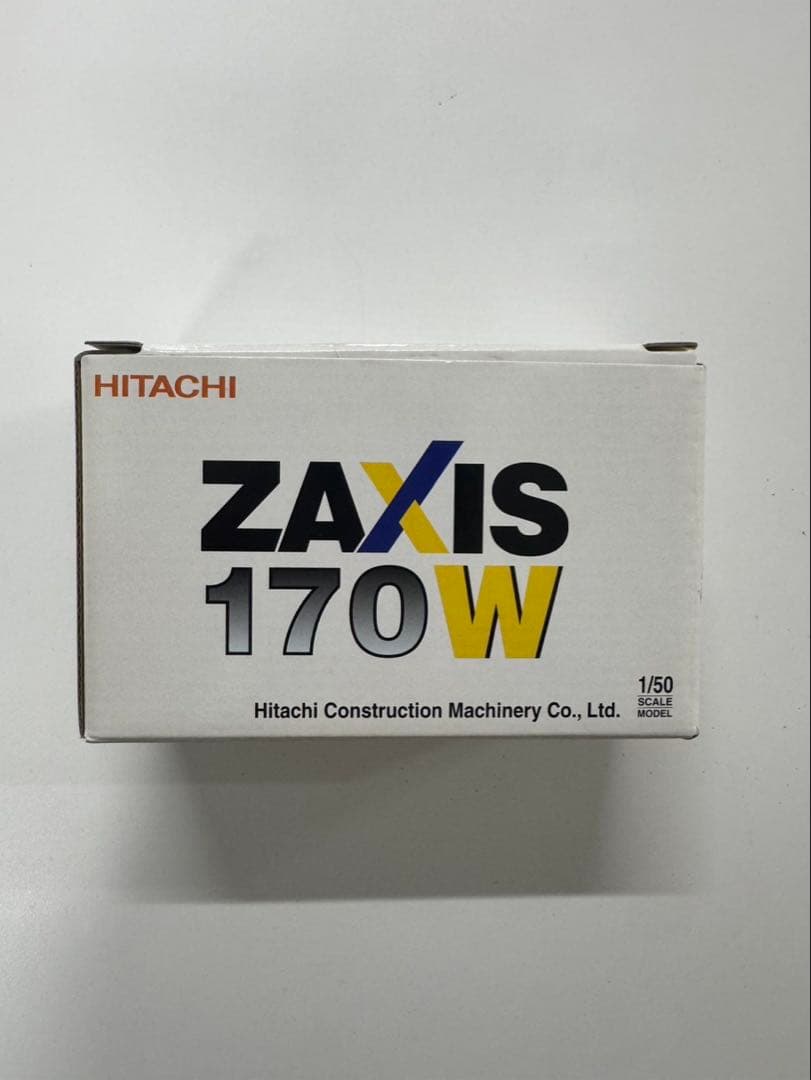 HITACHI
ZAXIS
170W
Hitachi Construction Machinery Co., Ltd.
1/50
SCALE
MODEL